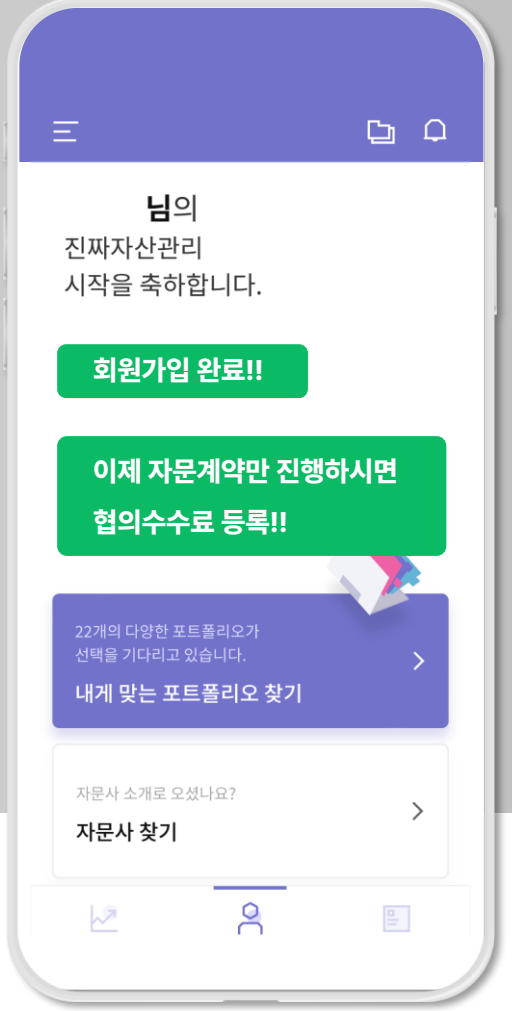 님의
진짜자산관리
시작을 축하합니다.
회원가입 완료!!
이제 자문계약만 진행하시면
협의수수료 등록!!
22개의 다양한 포트폴리오가
선택을 기다리고 있습니다.
내게 맞는 포트폴리오 찾기
자문사 소개로 오셨나요?
자문사 찾기